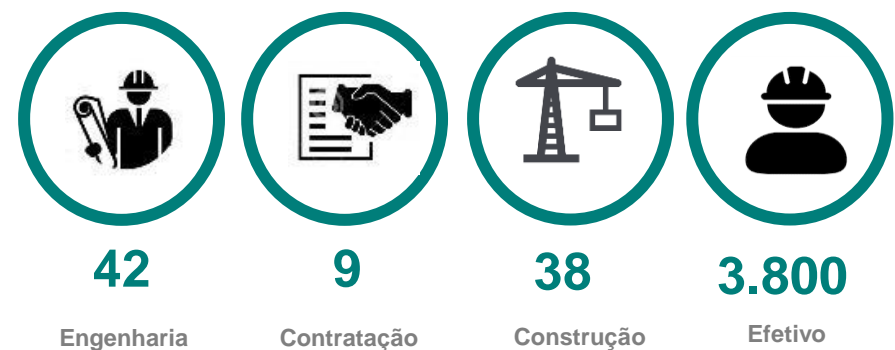 42
9
38
3.800
Engenharia
Contratação
Construção
Efetivo